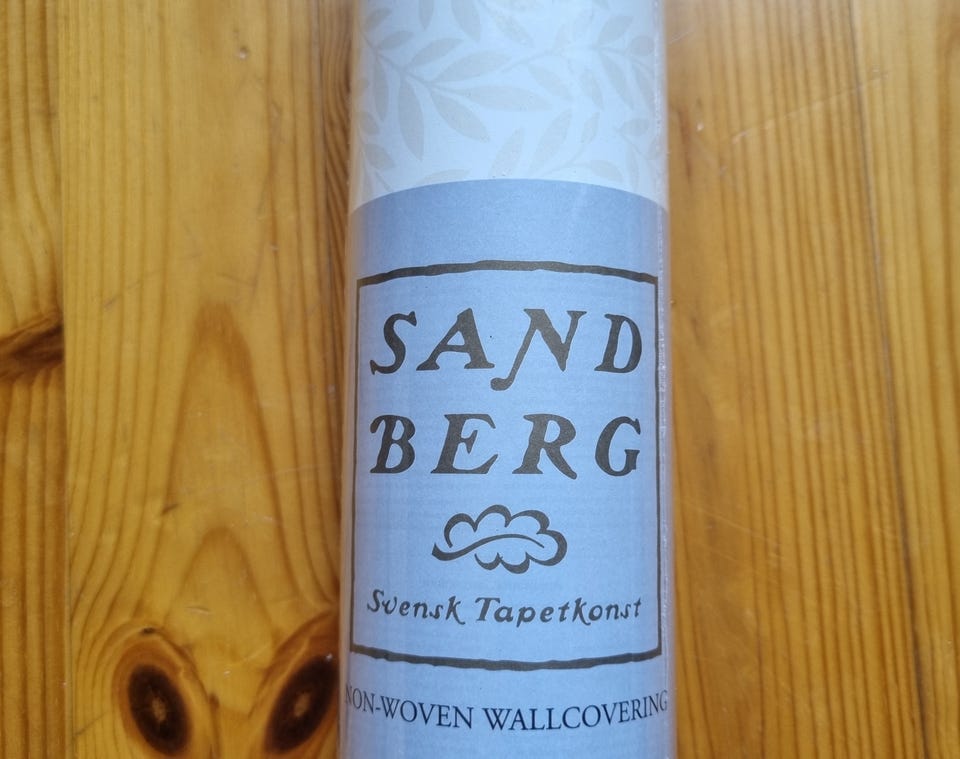 SAND
BERG
Svensk Tapetkonst
NON-WOVEN WALLCOVERING